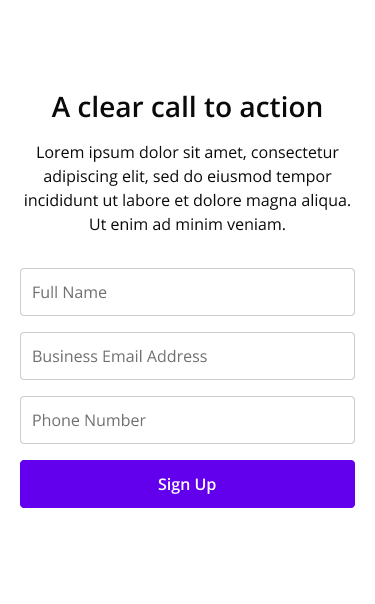 A clear call to action
Lorem ipsum dolor sit amet, consectetur
adipiscing elit, sed do eiusmod tempor
incididunt ut labore et dolore magna aliqua.
Ut enim ad minim veniam.
Full Name
Business Email Address
Phone Number
Sign Up